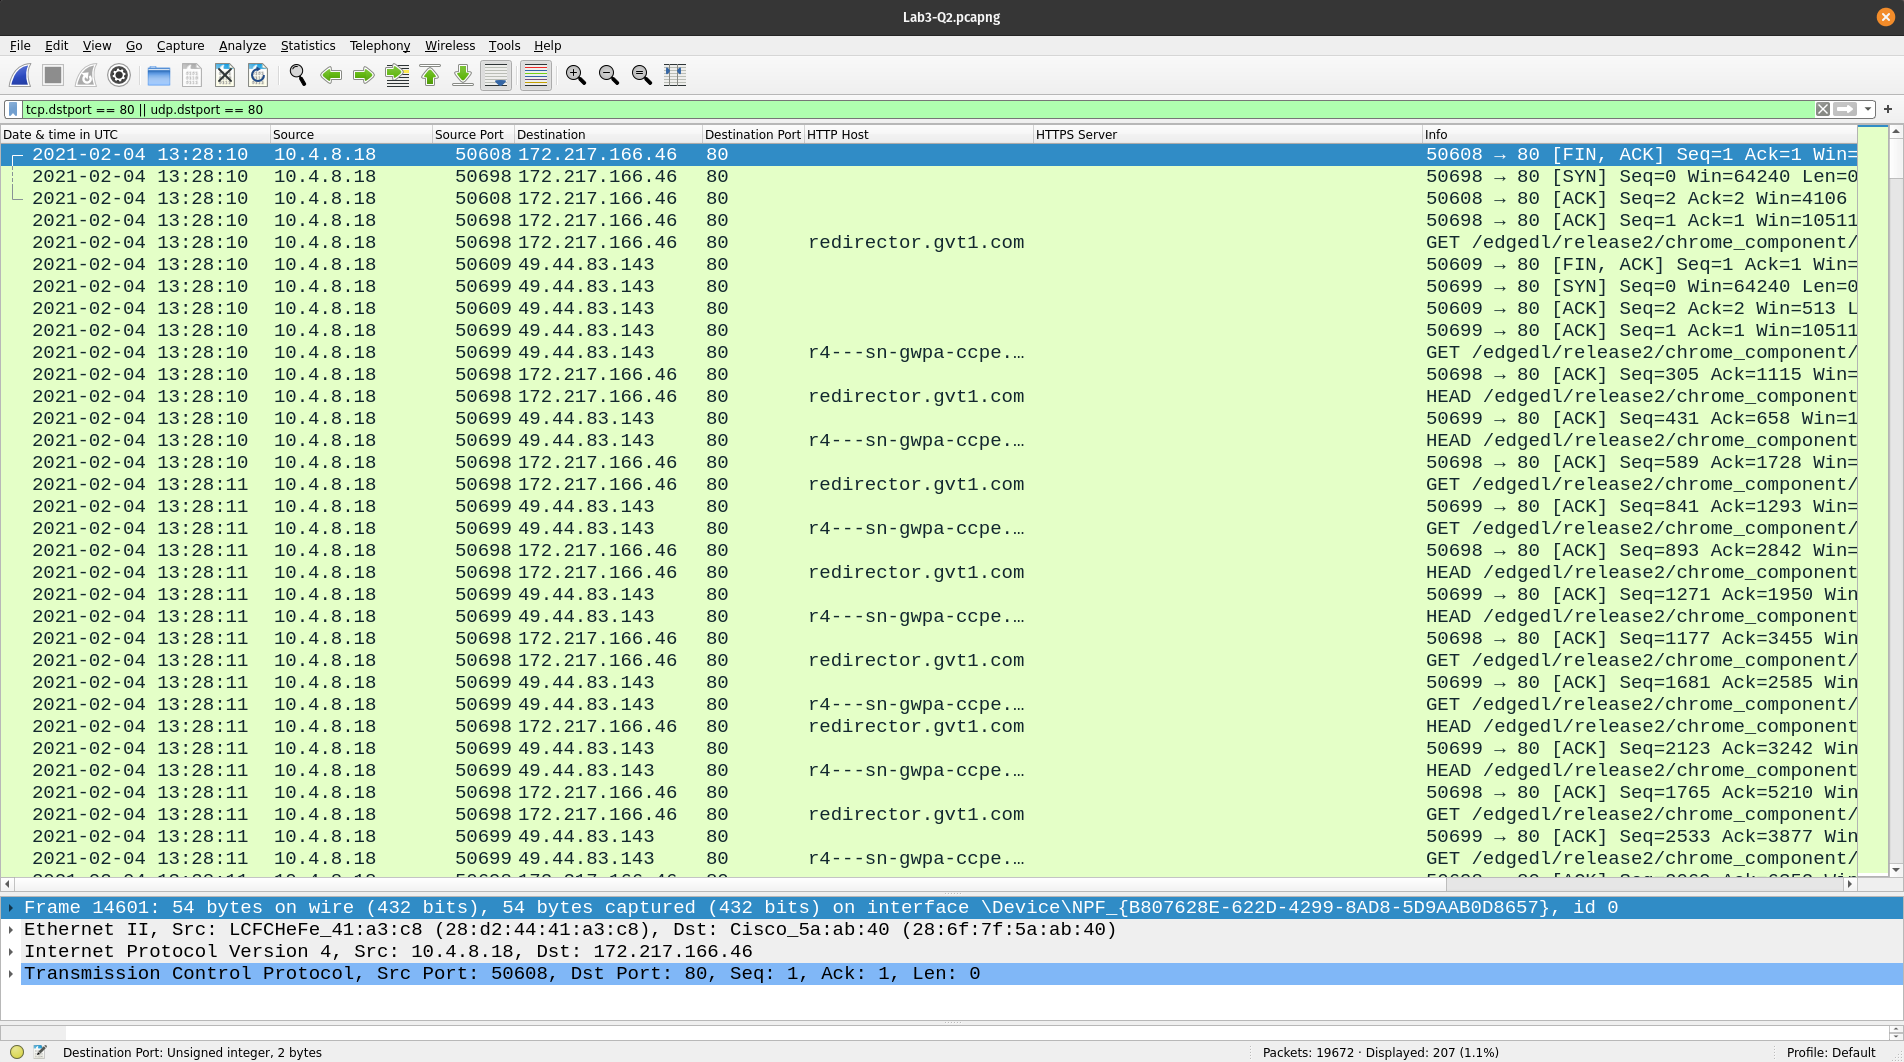 Lab3-Q2.pcapng
File Edit View Go Capture Analyze Statistics Telephony Wireless Tools Help
tcp.dstport == 80 || udp.dstport == 80
Date & time in UTC Source Source Port Destination Destination Port HTTP Host HTTPS Server Info
2021-02-04 13:28:10 10.4.8.18 50608 172.217.166.46 80 50608 → 80 [FIN, ACK] Seq=1 Ack=1 Win=
2021-02-04 13:28:10 10.4.8.18 50698 172.217.166.46 80 50698 → 80 [SYN] Seq=0 Win=64240 Len=0
2021-02-04 13:28:10 10.4.8.18 50608 172.217.166.46 80 50608 → 80 [ACK] Seq=2 Ack=2 Win=4106
2021-02-04 13:28:10 10.4.8.18 50698 172.217.166.46 80 50698 → 80 [ACK] Seq=1 Ack=1 Win=10511
2021-02-04 13:28:10 10.4.8.18 50698 172.217.166.46 80 redirector.gvt1.com GET /edgedl/release2/chrome_component/
2021-02-04 13:28:10 10.4.8.18 50609 49.44.83.143 80 50609 → 80 [FIN, ACK] Seq=1 Ack=1 Win=
2021-02-04 13:28:10 10.4.8.18 50699 49.44.83.143 80 50699 → 80 [SYN] Seq=0 Win=64240 Len=0
2021-02-04 13:28:10 10.4.8.18 50609 49.44.83.143 80 50609 → 80 [ACK] Seq=2 Ack=2 Win=513 L
2021-02-04 13:28:10 10.4.8.18 50699 49.44.83.143 80 50699 → 80 [ACK] Seq=1 Ack=1 Win=10511
2021-02-04 13:28:10 10.4.8.18 50699 49.44.83.143 80 r4---sn-gwpa-ccpe.… GET /edgedl/release2/chrome_component/
2021-02-04 13:28:10 10.4.8.18 50698 172.217.166.46 80 50698 → 80 [ACK] Seq=305 Ack=1115 Win=
2021-02-04 13:28:10 10.4.8.18 50698 172.217.166.46 80 redirector.gvt1.com HEAD /edgedl/release2/chrome_component
2021-02-04 13:28:10 10.4.8.18 50699 49.44.83.143 80 50699 → 80 [ACK] Seq=431 Ack=658 Win=1
2021-02-04 13:28:10 10.4.8.18 50699 49.44.83.143 80 r4---sn-gwpa-ccpe.… HEAD /edgedl/release2/chrome_component
2021-02-04 13:28:10 10.4.8.18 50698 172.217.166.46 80 50698 → 80 [ACK] Seq=589 Ack=1728 Win=
2021-02-04 13:28:11 10.4.8.18 50698 172.217.166.46 80 redirector.gvt1.com GET /edgedl/release2/chrome_component/
2021-02-04 13:28:11 10.4.8.18 50699 49.44.83.143 80 50699 → 80 [ACK] Seq=841 Ack=1293 Win=
2021-02-04 13:28:11 10.4.8.18 50699 49.44.83.143 80 r4---sn-gwpa-ccpe.… GET /edgedl/release2/chrome_component/
2021-02-04 13:28:11 10.4.8.18 50698 172.217.166.46 80 50698 → 80 [ACK] Seq=893 Ack=2842 Win=
2021-02-04 13:28:11 10.4.8.18 50698 172.217.166.46 80 redirector.gvt1.com HEAD /edgedl/release2/chrome_component
2021-02-04 13:28:11 10.4.8.18 50699 49.44.83.143 80 50699 → 80 [ACK] Seq=1271 Ack=1950 Win
2021-02-04 13:28:11 10.4.8.18 50699 49.44.83.143 80 r4---sn-gwpa-ccpe.… HEAD /edgedl/release2/chrome_component
2021-02-04 13:28:11 10.4.8.18 50698 172.217.166.46 80 50698 → 80 [ACK] Seq=1177 Ack=3455 Win
2021-02-04 13:28:11 10.4.8.18 50698 172.217.166.46 80 redirector.gvt1.com GET /edgedl/release2/chrome_component/
2021-02-04 13:28:11 10.4.8.18 50699 49.44.83.143 80 50699 → 80 [ACK] Seq=1681 Ack=2585 Win
2021-02-04 13:28:11 10.4.8.18 50699 49.44.83.143 80 r4---sn-gwpa-ccpe.… GET /edgedl/release2/chrome_component/
2021-02-04 13:28:11 10.4.8.18 50698 172.217.166.46 80 redirector.gvt1.com HEAD /edgedl/release2/chrome_component
2021-02-04 13:28:11 10.4.8.18 50699 49.44.83.143 80 50699 → 80 [ACK] Seq=2123 Ack=3242 Win
2021-02-04 13:28:11 10.4.8.18 50699 49.44.83.143 80 r4---sn-gwpa-ccpe.… HEAD /edgedl/release2/chrome_component
2021-02-04 13:28:11 10.4.8.18 50698 172.217.166.46 80 50698 → 80 [ACK] Seq=1765 Ack=5210 Win
2021-02-04 13:28:11 10.4.8.18 50698 172.217.166.46 80 redirector.gvt1.com GET /edgedl/release2/chrome_component/
2021-02-04 13:28:11 10.4.8.18 50699 49.44.83.143 80 50699 → 80 [ACK] Seq=2533 Ack=3877 Win
2021-02-04 13:28:11 10.4.8.18 50699 49.44.83.143 80 r4---sn-gwpa-ccpe.… GET /edgedl/release2/chrome_component/
Frame 14601: 54 bytes on wire (432 bits), 54 bytes captured (432 bits) on interface \Device\NPF_{B807628E-622D-4299-8AD8-5D9AAB0D8657}, id 0
Ethernet II, Src: LCFCHeFe_41:a3:c8 (28:d2:44:41:a3:c8), Dst: Cisco_5a:ab:40 (28:6f:7f:5a:ab:40)
Internet Protocol Version 4, Src: 10.4.8.18, Dst: 172.217.166.46
Transmission Control Protocol, Src Port: 50608, Dst Port: 80, Seq: 1, Ack: 1, Len: 0
Destination Port: Unsigned integer, 2 bytes Packets: 19672 · Displayed: 207 (1.1%) Profile: Default